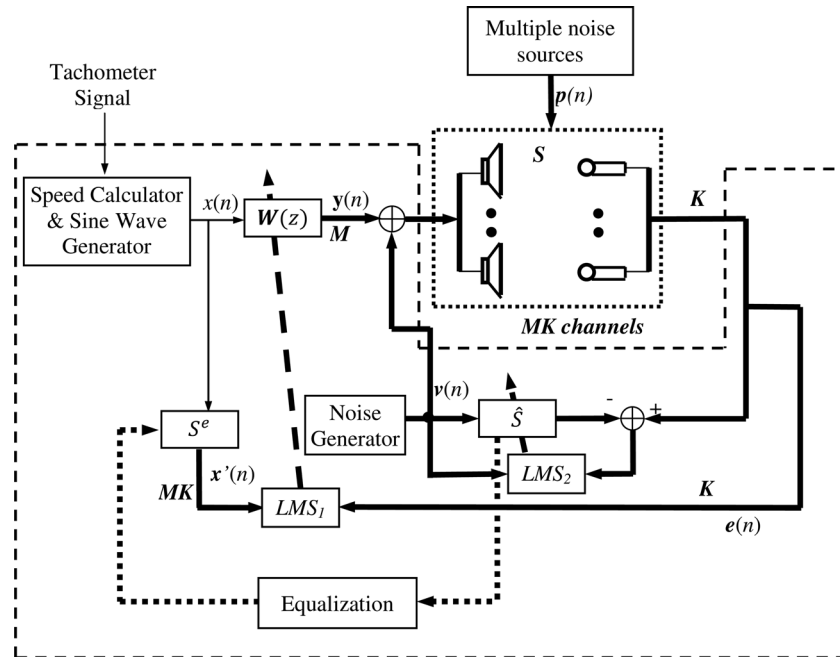 Multiple noise
sources
Tachometer
Signal
p(n)
S
Speed Calculator
& Sine Wave
Generator
x(n)
W(z)
y(n)
M
K
MK channels
v(n)
Noise
Generator
Ŝ
-
+
S^e
LMS₂
MK
x’(n)
LMS₁
K
e(n)
Equalization